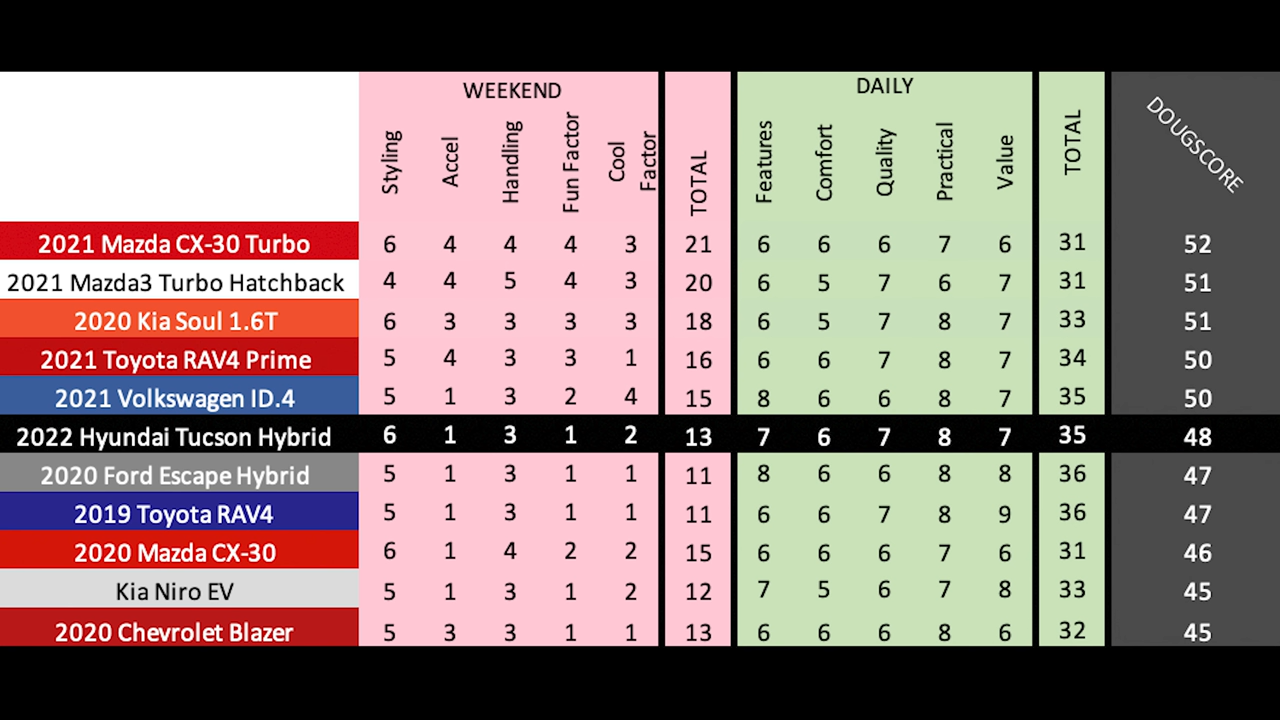 WEEKEND DAILY
Styling Accel Handling Fun Factor Cool Factor TOTAL Features Comfort Quality Practical Value TOTAL DOUGSCORE
2021 Mazda CX-30 Turbo 6 4 4 4 3 21 6 6 6 7 6 31 52
2021 Mazda3 Turbo Hatchback 4 4 5 4 3 20 6 5 7 6 7 31 51
2020 Kia Soul 1.6T 6 3 3 3 3 18 6 5 7 8 7 33 51
2021 Toyota RAV4 Prime 5 4 3 3 1 16 6 6 7 8 7 34 50
2021 Volkswagen ID.4 5 1 3 2 4 15 8 6 6 8 7 35 50
2022 Hyundai Tucson Hybrid 6 1 3 1 2 13 7 6 7 8 7 35 48
2020 Ford Escape Hybrid 5 1 3 1 1 11 8 6 6 8 8 36 47
2019 Toyota RAV4 5 1 3 1 1 11 6 6 7 8 9 36 47
2020 Mazda CX-30 6 1 4 2 2 15 6 6 6 7 6 31 46
Kia Niro EV 5 1 3 1 2 12 7 5 6 7 8 33 45
2020 Chevrolet Blazer 5 3 3 1 1 13 6 6 6 8 6 32 45